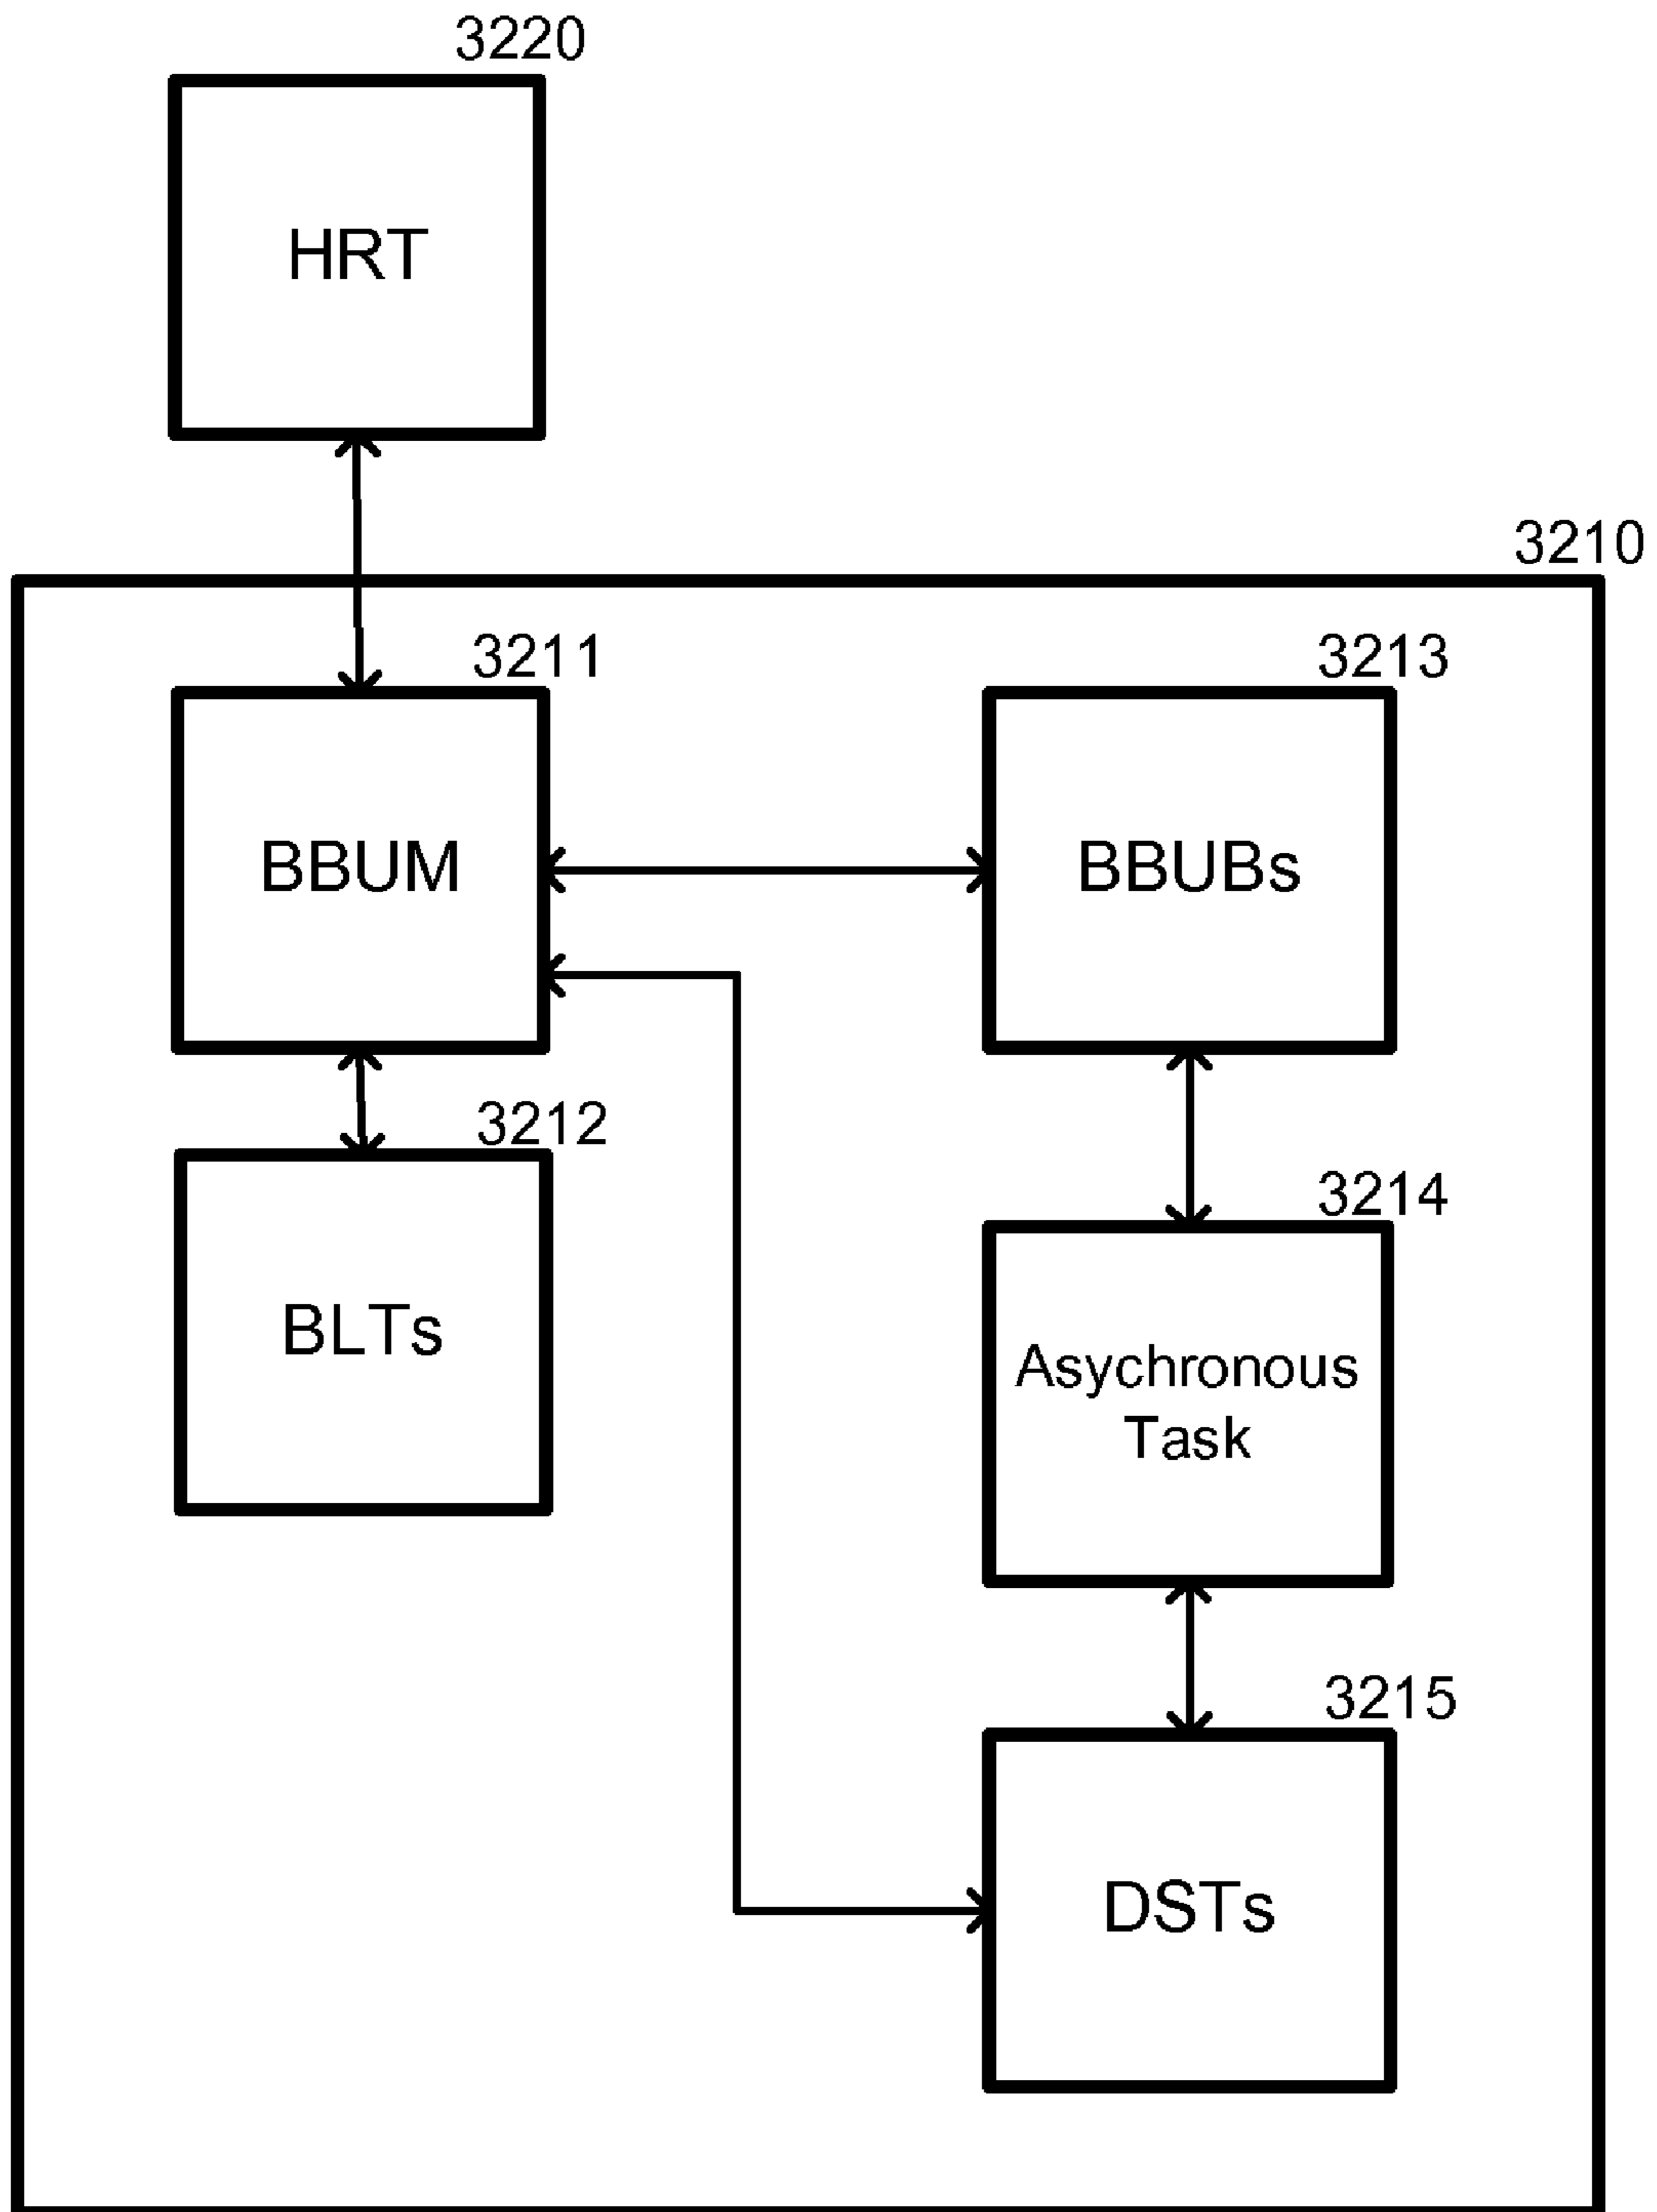 3220
HRT
3210
3211
BBUM
3213
BBUBs
3212
BLTs
3214
Asychronous
Task
3215
DSTs